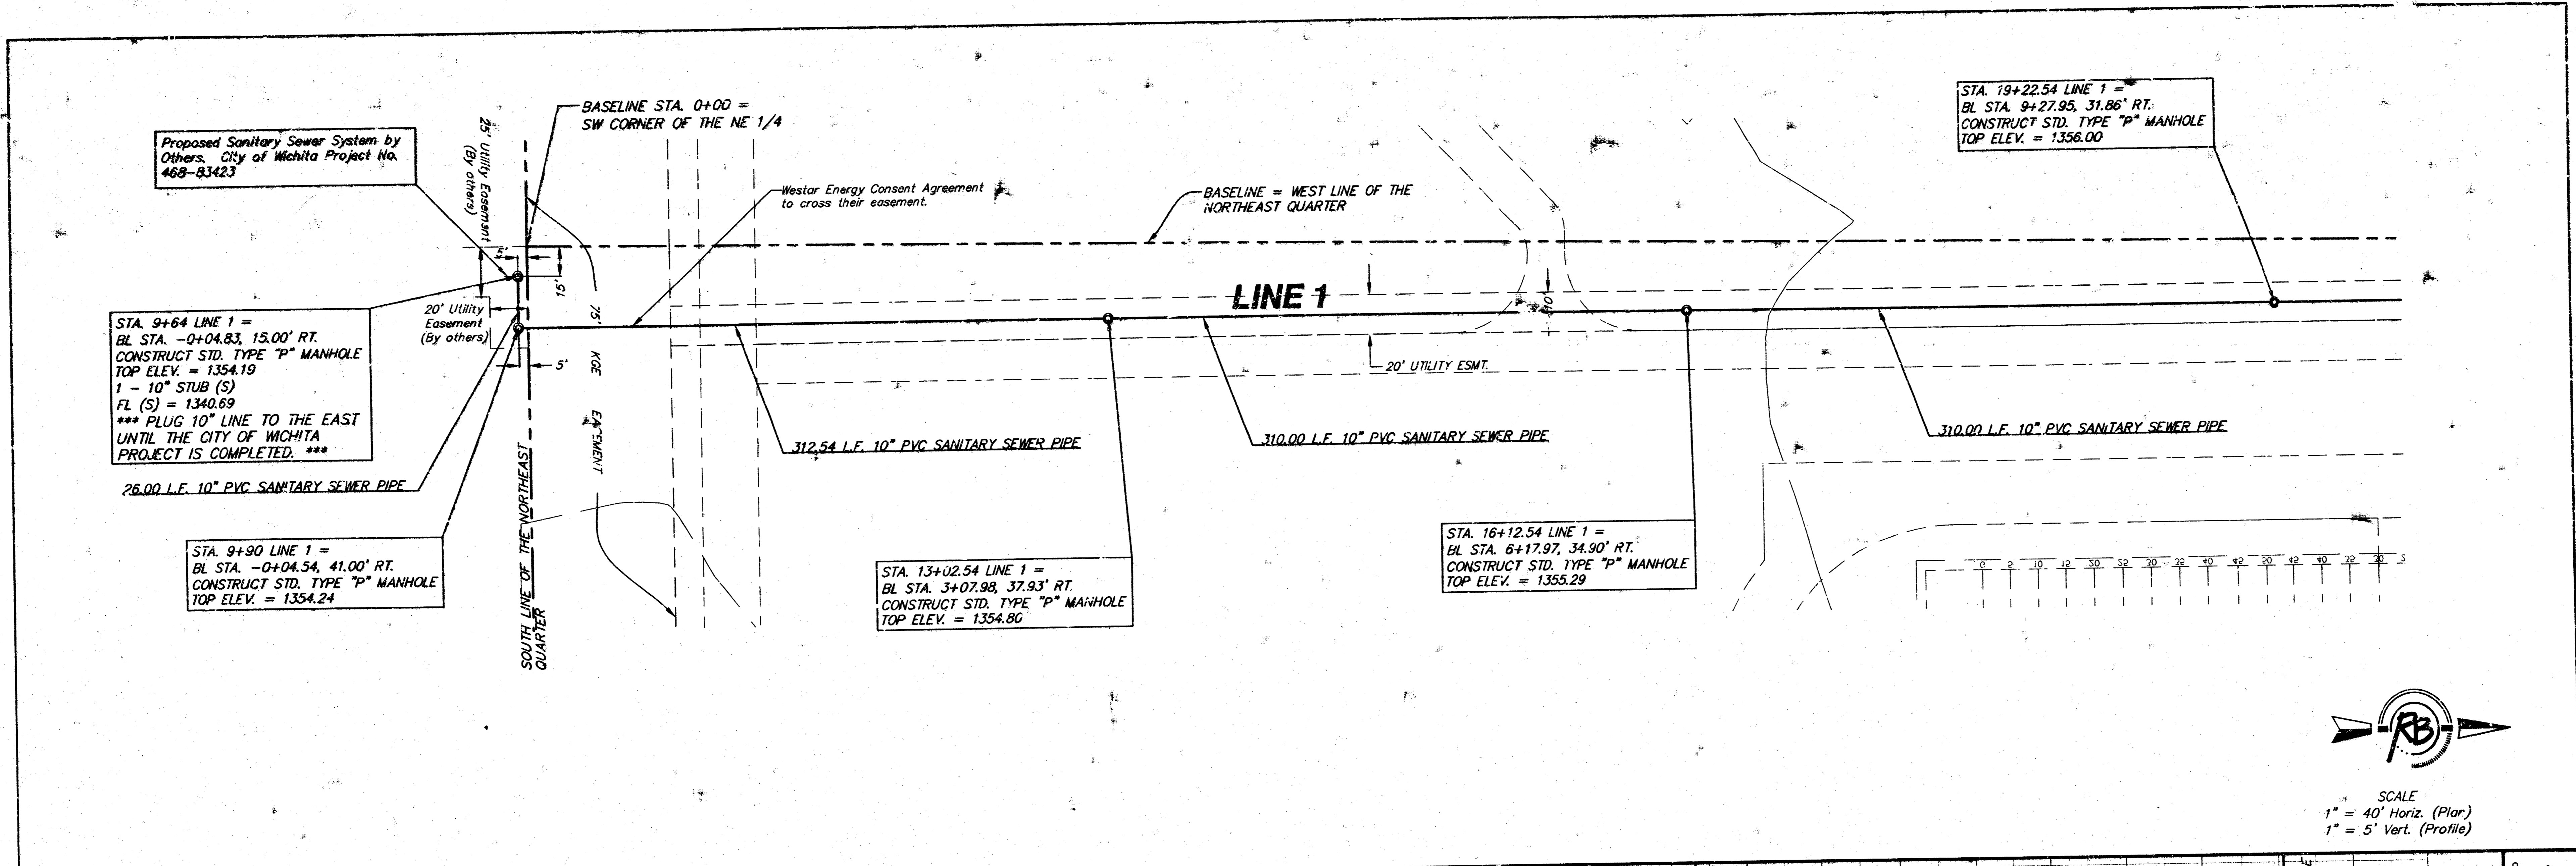 BASELINE STA. 0+00 =
SW CORNER OF THE NE 1/4
Proposed Sanitary Sewer System by
Others. City of Wichita Project No.
468-83423
25' Utility Easement
(By others)
Westar Energy Consent Agreement
to cross their easement.
BASELINE = WEST LINE OF THE
NORTHEAST QUARTER
STA. 19+22.54 LINE 1 =
BL STA. 9+27.95, 31.86' RT.
CONSTRUCT STD. TYPE "P" MANHOLE
TOP ELEV. = 1356.00
15'
LINE 1
10'
20' Utility
Easement
(By others)
5'
75' KGE EASEMENT
20' UTILITY ESMT.
STA. 9+64 LINE 1 =
BL STA. -0+04.83, 15.00' RT.
CONSTRUCT STD. TYPE "P" MANHOLE
TOP ELEV. = 1354.19
1 - 10" STUB (S)
FL (S) = 1340.69
*** PLUG 10" LINE TO THE EAST
UNTIL THE CITY OF WICHITA
PROJECT IS COMPLETED. ***
26.00 L.F. 10" PVC SANITARY SEWER PIPE
312.54 L.F. 10" PVC SANITARY SEWER PIPE
310.00 L.F. 10" PVC SANITARY SEWER PIPE
310.00 L.F. 10" PVC SANITARY SEWER PIPE
STA. 9+90 LINE 1 =
BL STA. -0+04.54, 41.00' RT.
CONSTRUCT STD. TYPE "P" MANHOLE
TOP ELEV. = 1354.24
SOUTH LINE OF THE NORTHEAST
QUARTER
STA. 13+02.54 LINE 1 =
BL STA. 3+07.98, 37.93' RT.
CONSTRUCT STD. TYPE "P" MANHOLE
TOP ELEV. = 1354.80
STA. 16+12.54 LINE 1 =
BL STA. 6+17.97, 34.90' RT.
CONSTRUCT STD. TYPE "P" MANHOLE
TOP ELEV. = 1355.29
RB
SCALE
1" = 40' Horiz. (Plan)
1" = 5' Vert. (Profile)